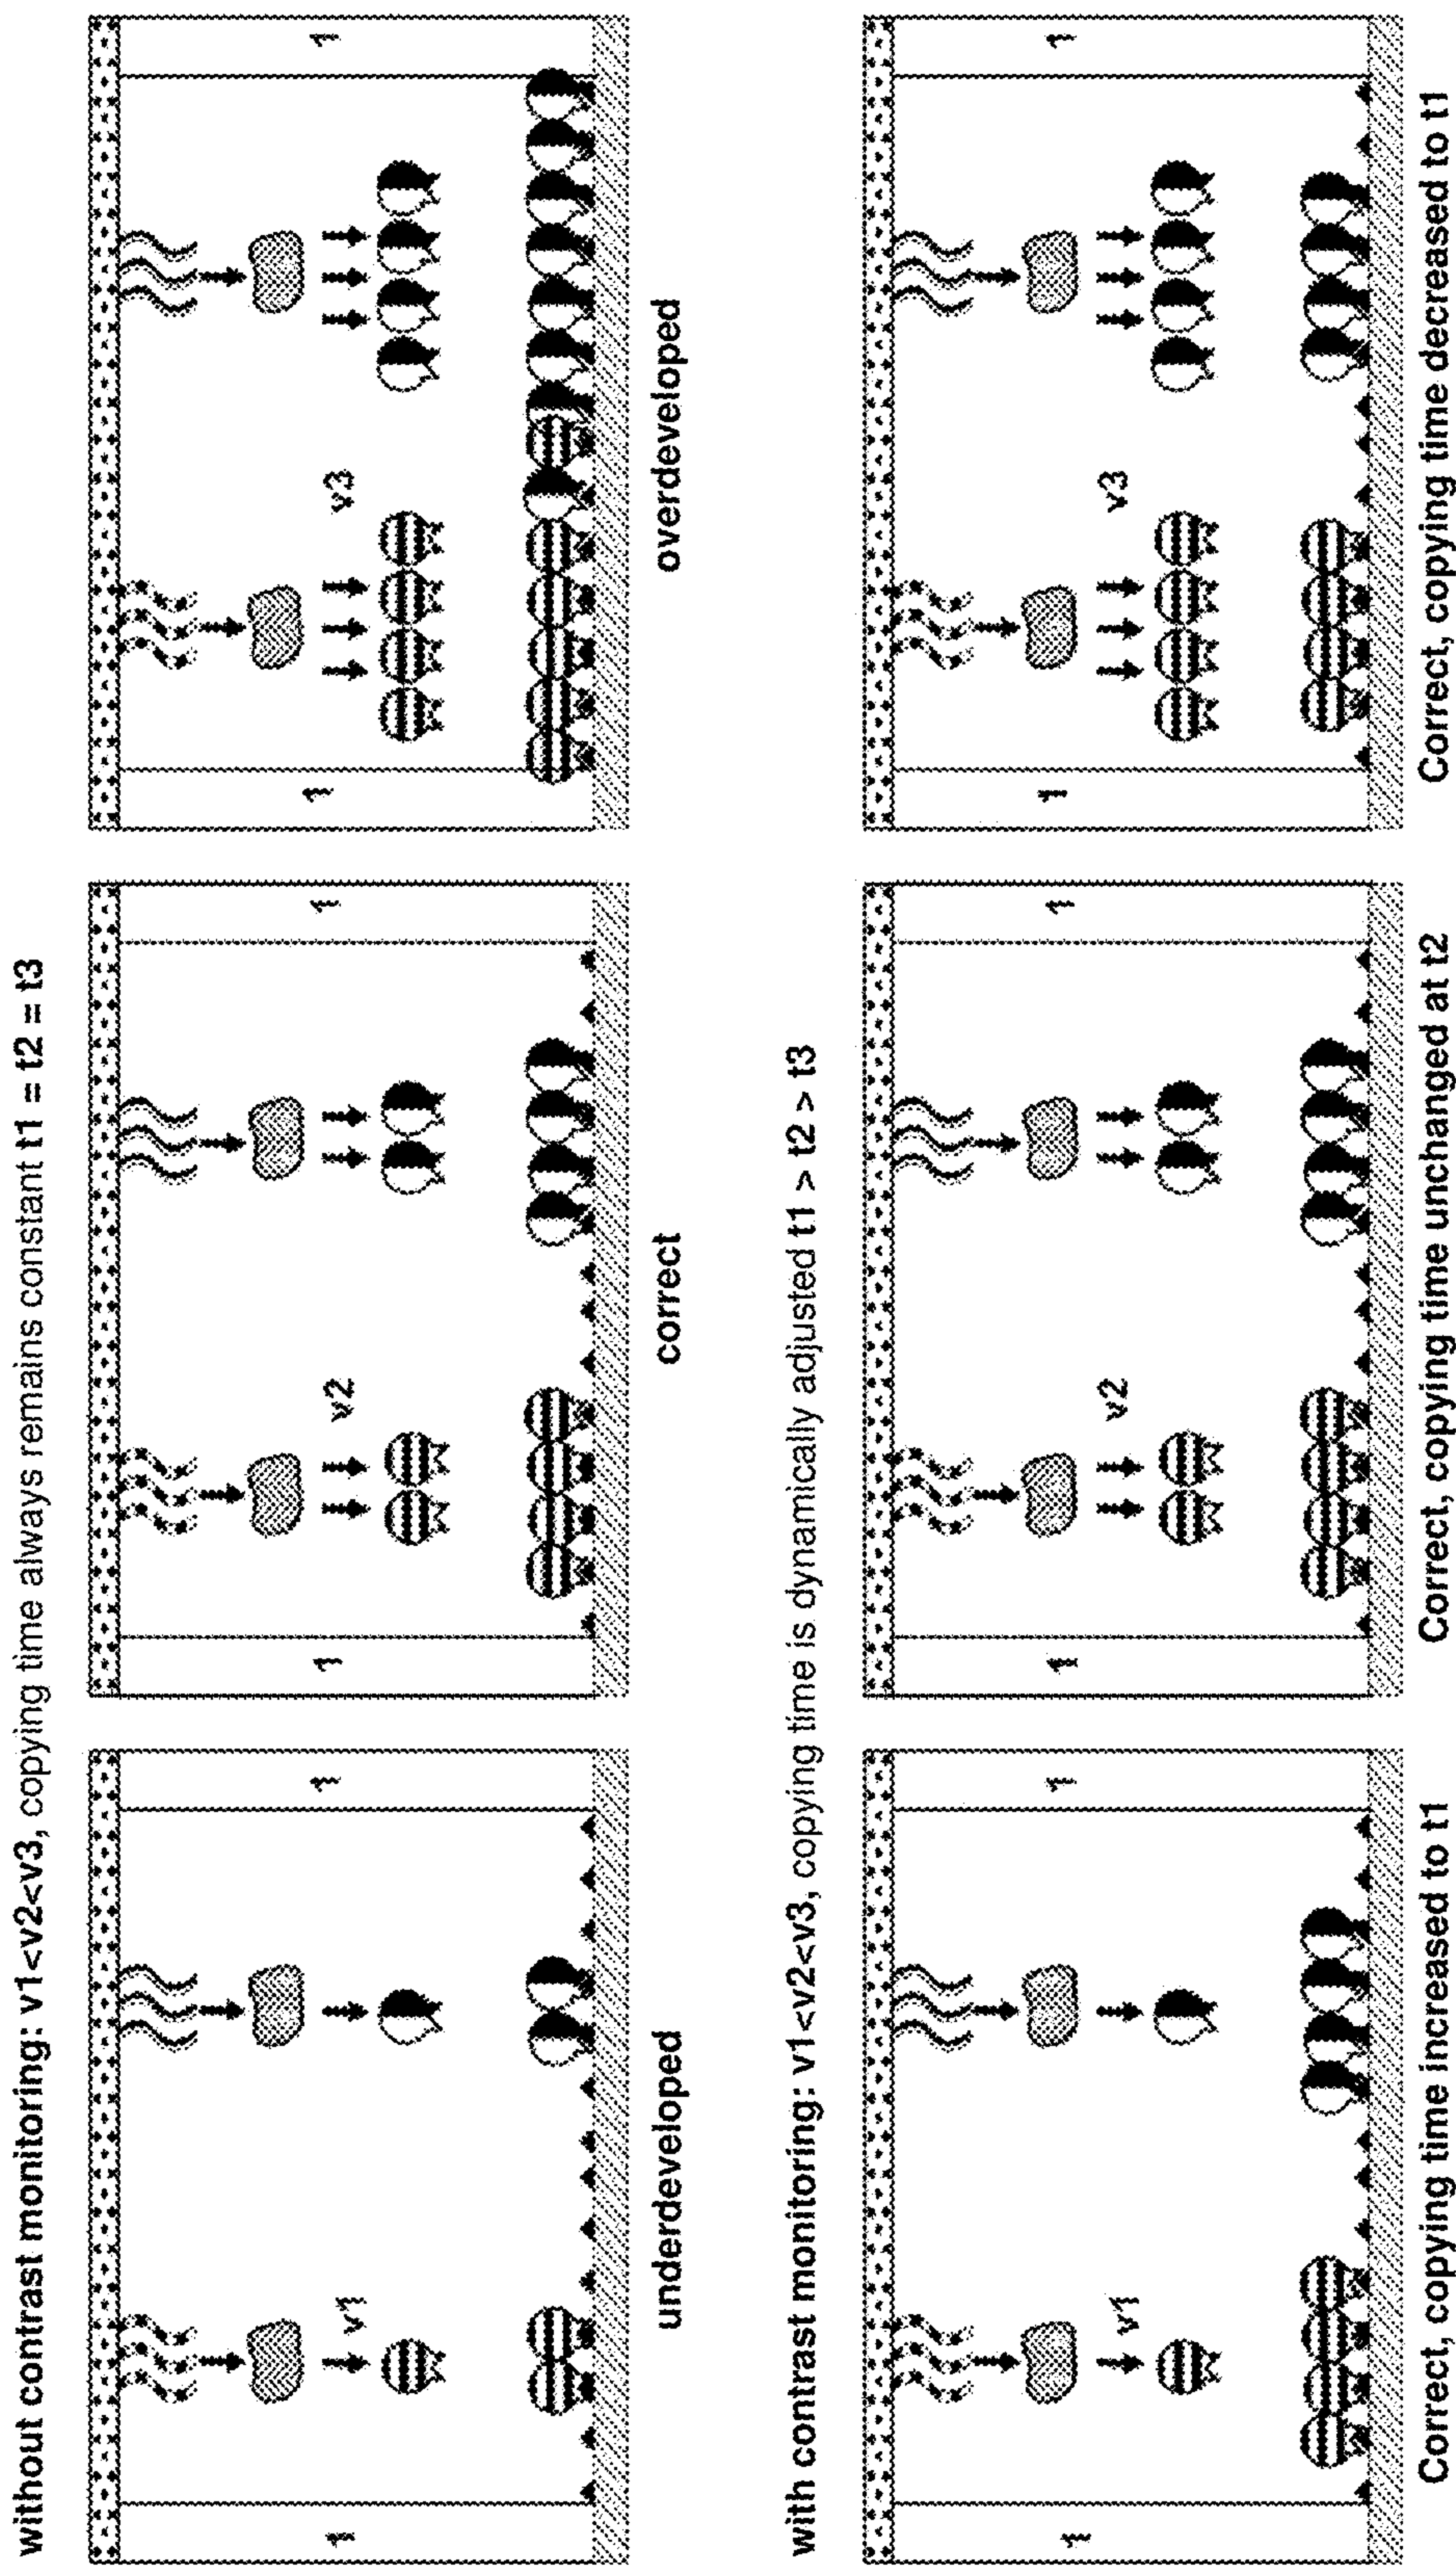 without contrast monitoring: v1<v2<v3, copying time always remains constant t1 = t2 = t3
1 v1 1
1 v2 1
1 v3 1
underdeveloped
correct
overdeveloped
with contrast monitoring: v1<v2<v3, copying time is dynamically adjusted t1 > t2 > t3
1 v1 1
1 v2 1
1 v3 1
Correct, copying time increased to t1
Correct, copying time unchanged at t2
Correct, copying time decreased to t1